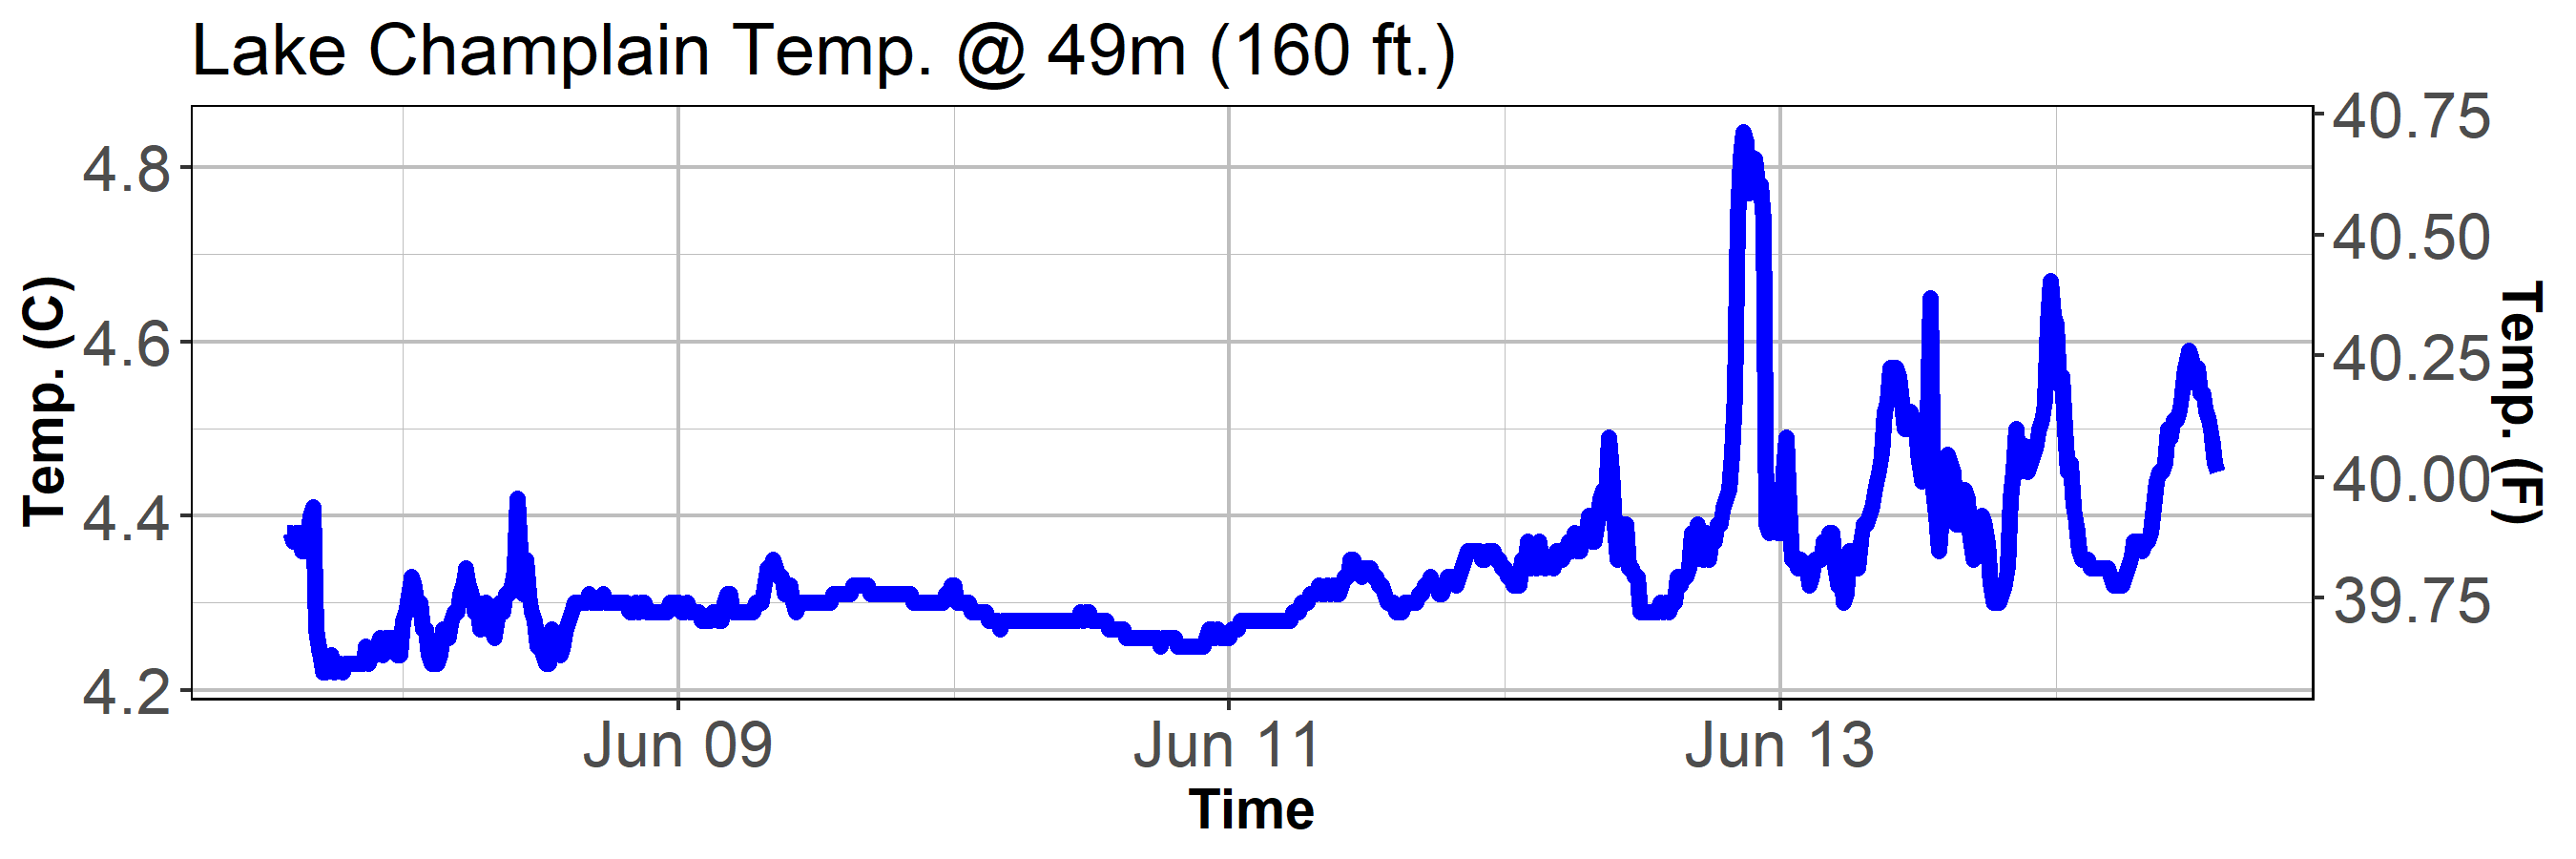 Lake Champlain Temp. @ 49m (160 ft.)
Temp. (C)
4.8
4.6
4.4
4.2
40.75
40.50
40.25
40.00
39.75
Temp. (F)
Jun 09
Jun 11
Jun 13
Time